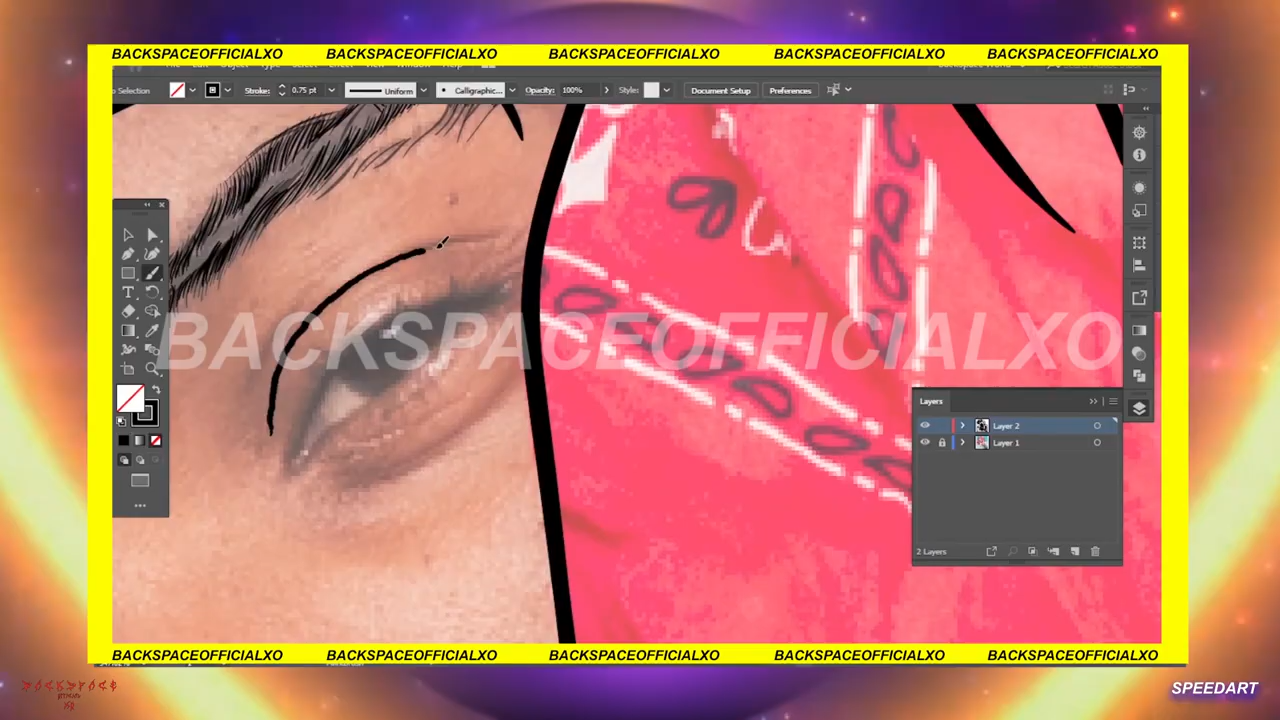 BACKSPACEOFFICIALXO BACKSPACEOFFICIALXO BACKSPACEOFFICIALXO BACKSPACEOFFICIALXO BACKSPACEOFFICIALXO
Selection Stroke: 0.75 pt Uniform Calligraphic... Opacity: 100% Style: Document Setup Preferences
BACKSPACEOFFICIALXO
Layers
Layer 2
Layer 1
2 Layers
BACKSPACEOFFICIALXO BACKSPACEOFFICIALXO BACKSPACEOFFICIALXO BACKSPACEOFFICIALXO BACKSPACEOFFICIALXO
BACKSPACE
SPEEDART